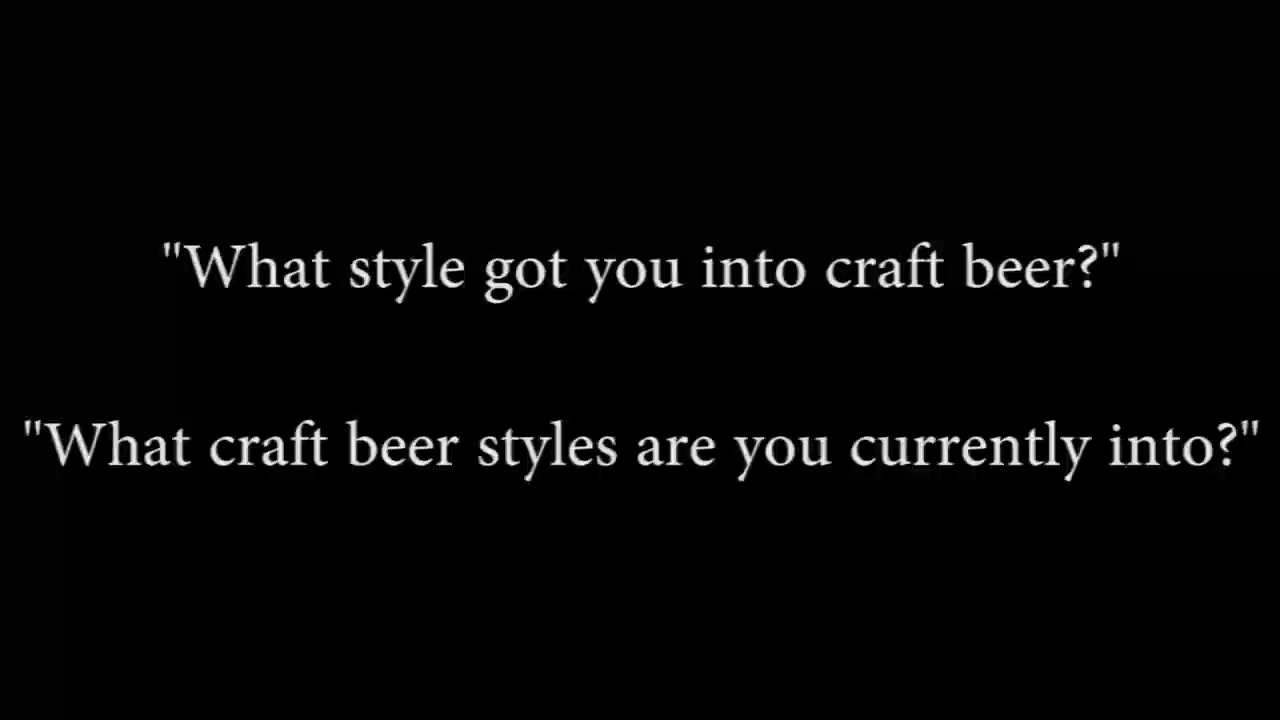 "What style got you into craft beer?"
"What craft beer styles are you currently into?"